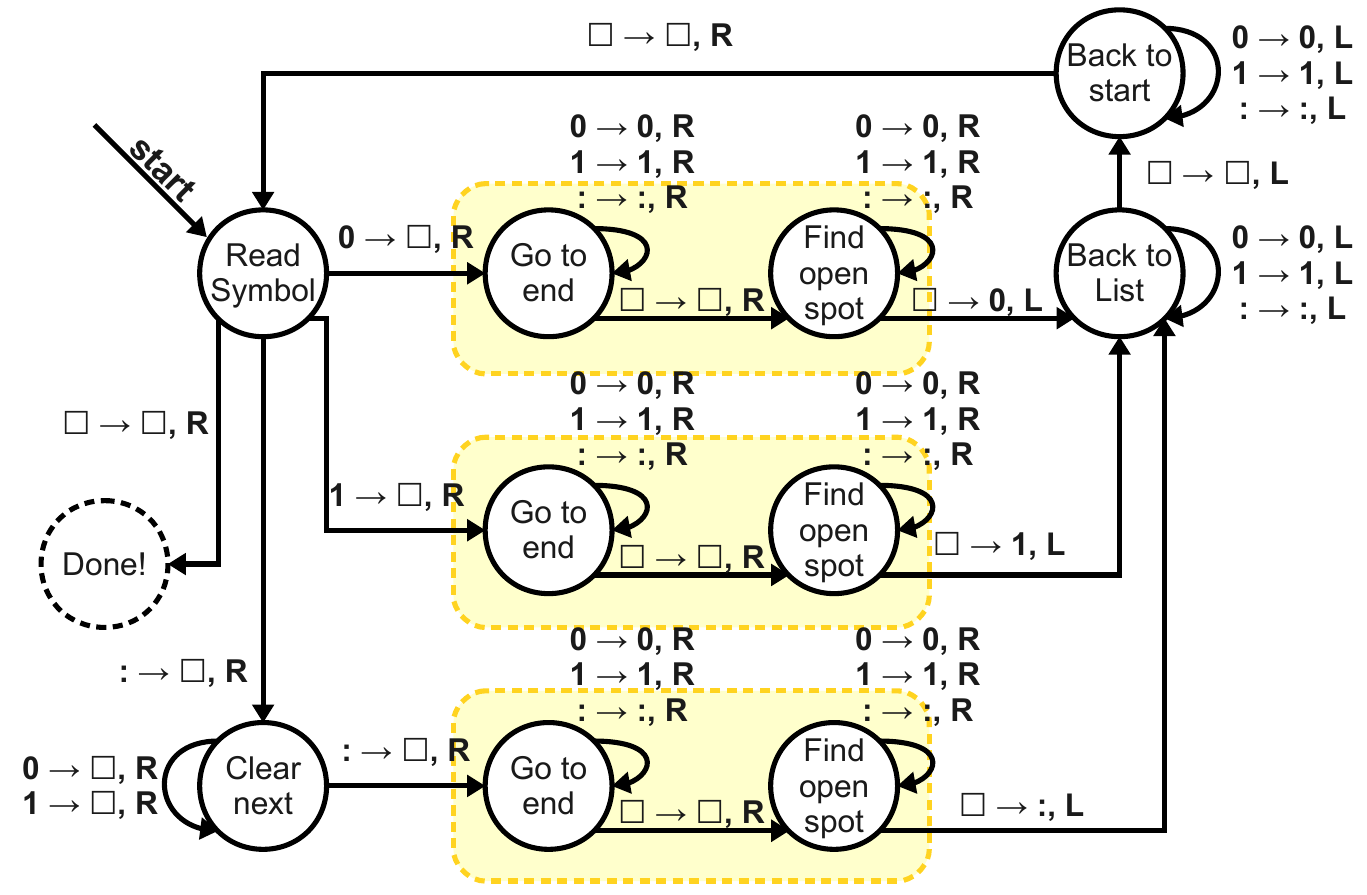 ☐ → ☐, R
Back to
start
0 → 0, L
1 → 1, L
: → :, L
start
0 → 0, R
1 → 1, R
: → :, R
0 → 0, R
1 → 1, R
: → :, R
☐ → ☐, L
Read
Symbol
0 → ☐, R
Go to
end
☐ → ☐, R
Find
open
spot
☐ → 0, L
Back to
List
0 → 0, L
1 → 1, L
: → :, L
☐ → ☐, R
Done!
1 → ☐, R
0 → 0, R
1 → 1, R
: → :, R
Go to
end
☐ → ☐, R
0 → 0, R
1 → 1, R
: → :, R
Find
open
spot
☐ → 1, L
: → ☐, R
0 → ☐, R
1 → ☐, R
Clear
next
: → ☐, R
0 → 0, R
1 → 1, R
: → :, R
Go to
end
☐ → ☐, R
0 → 0, R
1 → 1, R
: → :, R
Find
open
spot
☐ → :, L